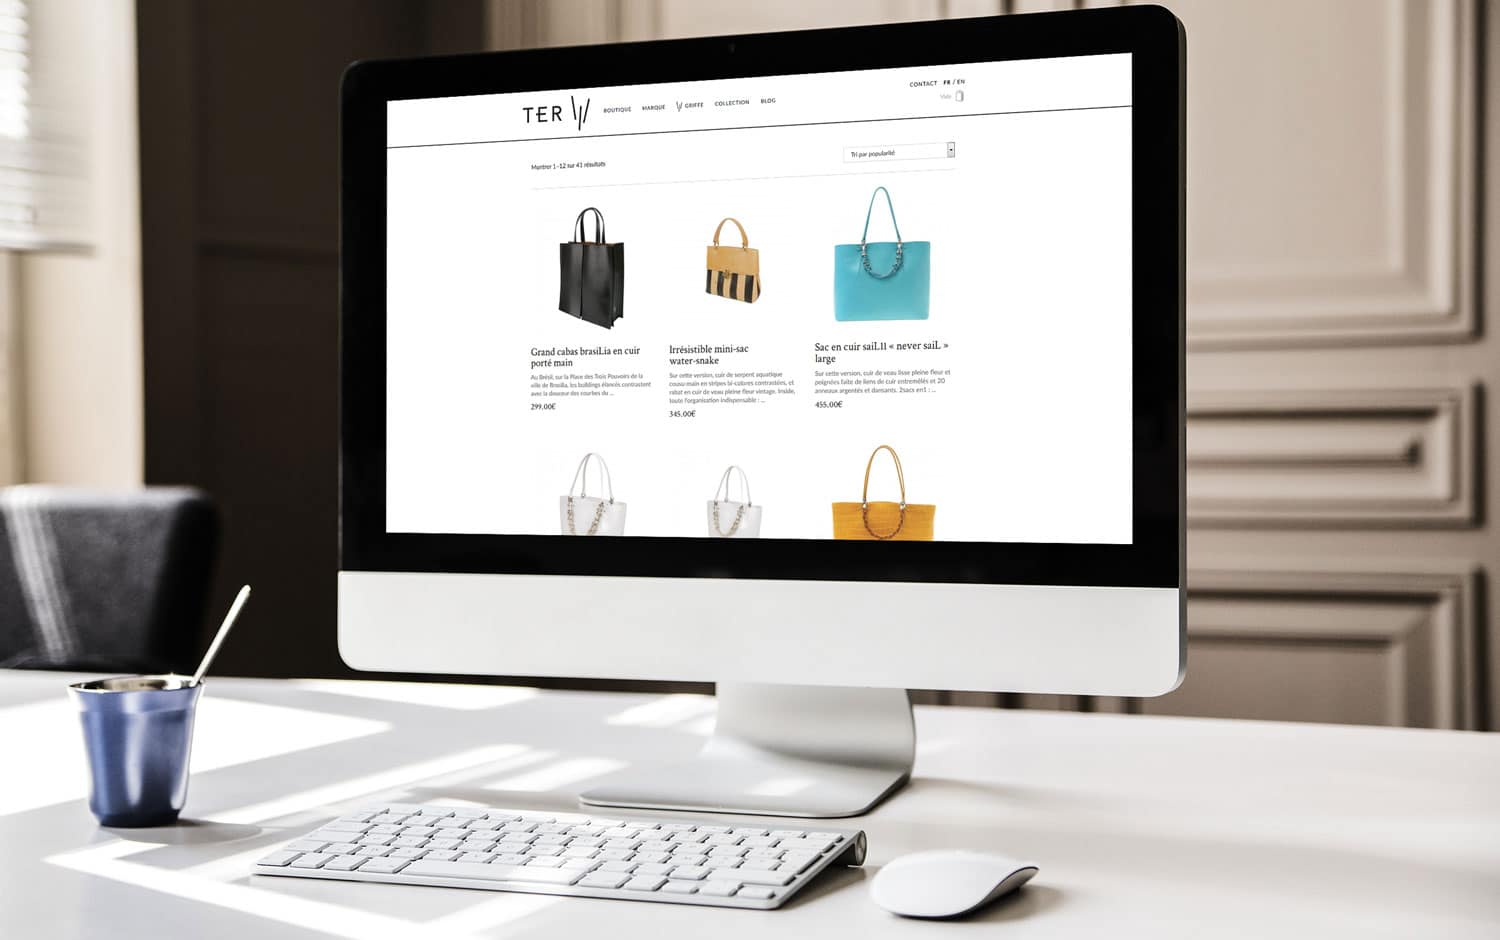 TER W
BOUTIQUE MARQUE W GRIFFE COLLECTION BLOG
CONTACT FR / EN
Vide
Montrer 1–12 sur 41 résultats
Tri par popularité
Grand cabas brasiLia en cuir
porté main
Au Brésil, sur la Place des Trois Pouvoirs de la
ville de Brasilia, les buildings élancés contrastent
avec la douceur des courbes du ...
299,00€
Irrésistible mini-sac
water-snake
Sur cette version, cuir de serpent aquatique
cousu-main en stripes bi-colores contrastées, et
rabat en cuir de veau pleine fleur vintage. Inside,
toute l'organisation indispensable : ...
345,00€
Sac en cuir saiL11 « never saiL »
large
Sur cette version, cuir de veau lisse pleine fleur et
poignées faite de liens de cuir entremêlés et 20
anneaux argentés et dansants. 2sacs en1 : ...
455,00€